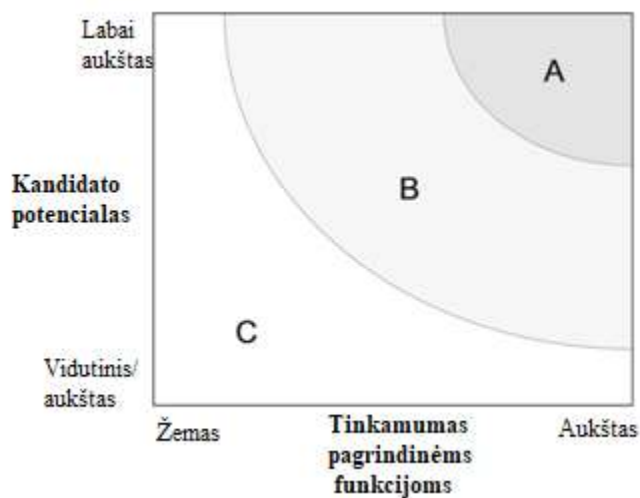 Labai
aukštas
A
Kandidato
potencialas
B
C
Vidutinis/
aukštas
Žemas
Tinkamumas
pagrindinėms
funkcijoms
Aukštas